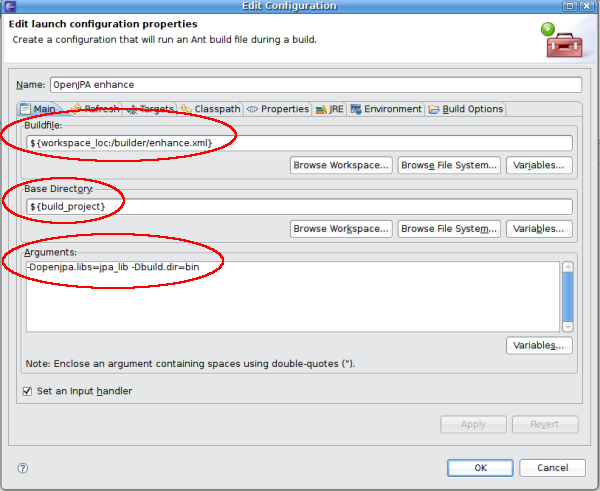 Edit Configuration
Edit launch configuration properties
Create a configuration that will run an Ant build file during a build.
Name: OpenJPA enhance
Main Refresh Targets Classpath Properties JRE Environment Build Options
Buildfile:
${workspace_loc:/builder/enhance.xml}
Browse Workspace... Browse File System... Variables...
Base Directory:
${build_project}
Browse Workspace... Browse File System... Variables...
Arguments:
-Dopenjpa.libs=jpa_lib -Dbuild.dir=bin
Variables...
Note: Enclose an argument containing spaces using double-quotes (").
Set an Input handler
Apply Revert
? OK Cancel